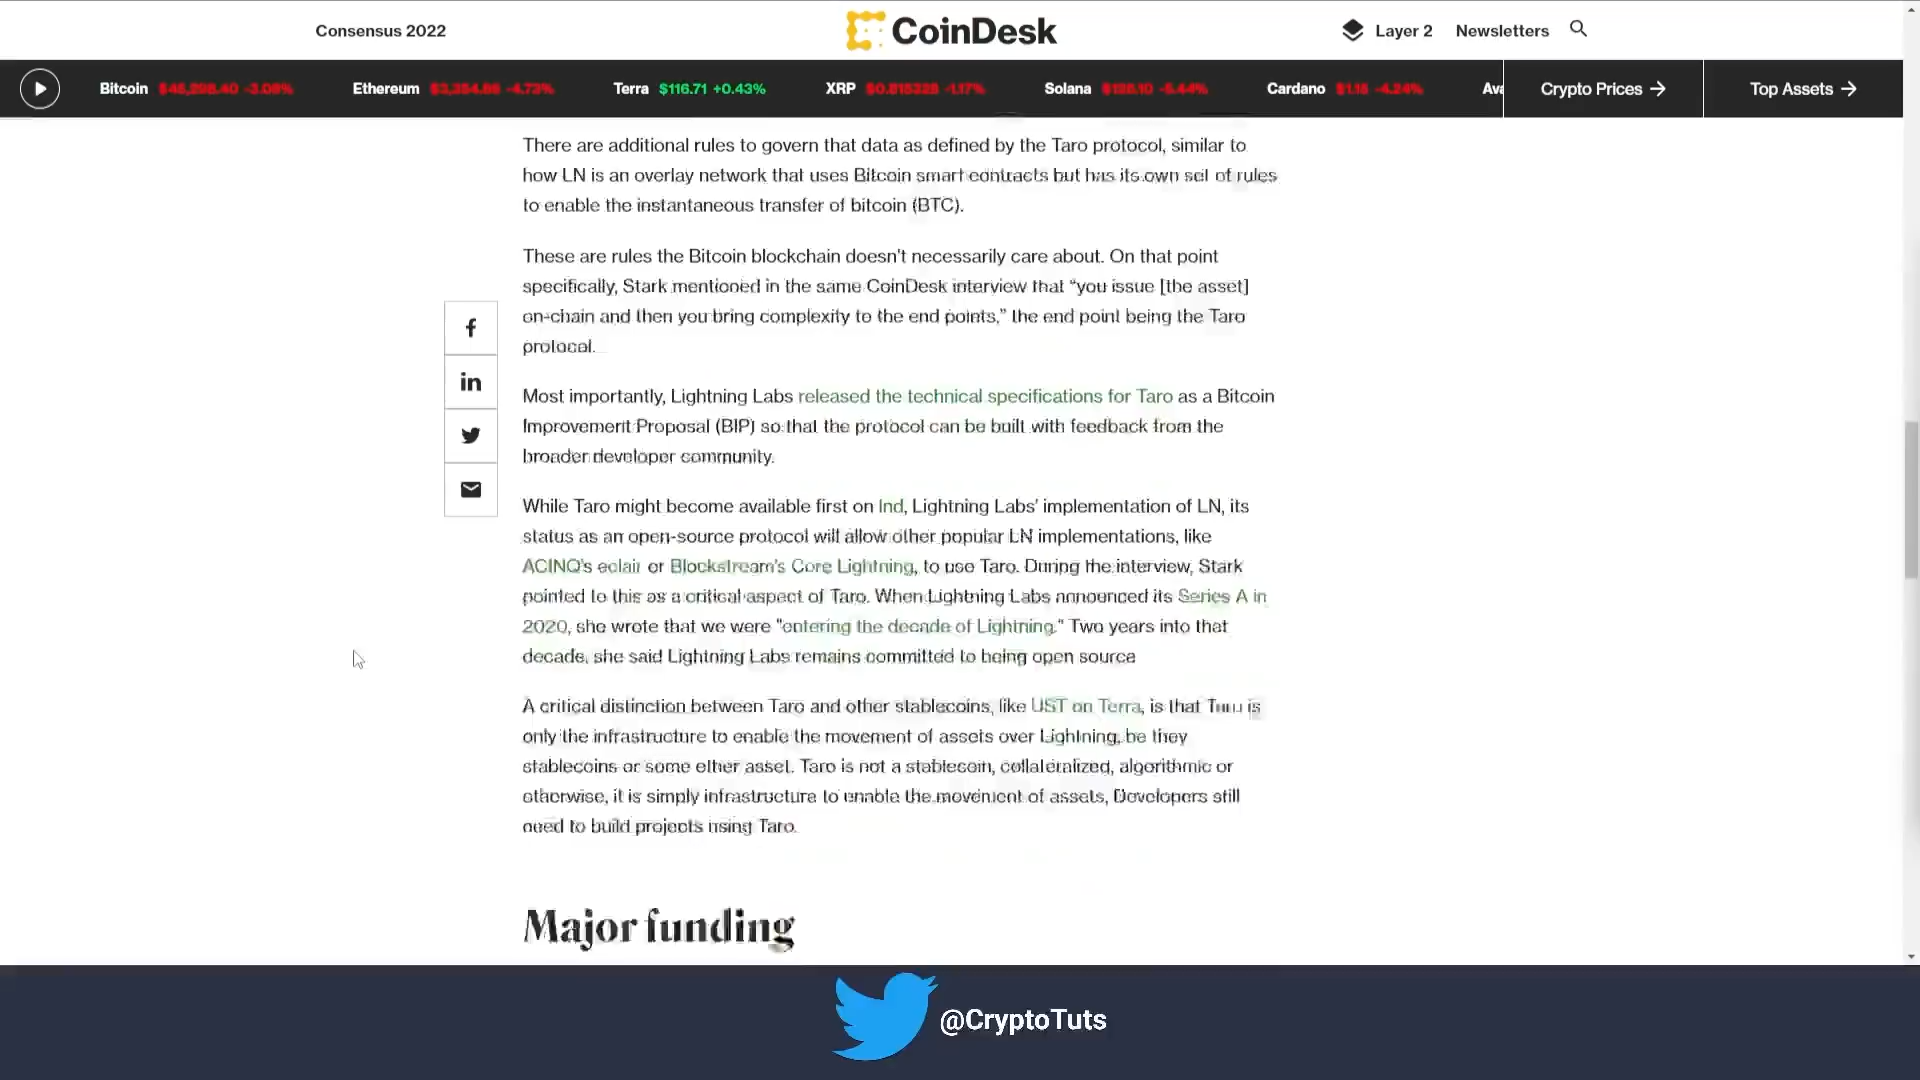 Consensus 2022
CoinDesk
Layer 2
Newsletters
Bitcoin -3.08%
Ethereum -4.73%
Terra $116.71 +0.43%
XRP -1.17%
Solana -5.44%
Cardano -4.24%
Ava
Crypto Prices →
Top Assets →
There are additional rules to govern that data as defined by the Taro protocol, similar to
how LN is an overlay network that uses Bitcoin smart contracts but has its own set of rules
to enable the instantaneous transfer of bitcoin (BTC).
These are rules the Bitcoin blockchain doesn't necessarily care about. On that point
specifically, Stark mentioned in the same CoinDesk interview that “you issue [the asset]
on-chain and then you bring complexity to the end points,” the end point being the Taro
protocol.
Most importantly, Lightning Labs released the technical specifications for Taro as a Bitcoin
Improvement Proposal (BIP) so that the protocol can be built with feedback from the
broader developer community.
While Taro might become available first on lnd, Lightning Labs' implementation of LN, its
status as an open-source protocol will allow other popular LN implementations, like
ACINQ's eclair or Blockstream's Core Lightning, to use Taro. During the interview, Stark
pointed to this as a critical aspect of Taro. When Lightning Labs announced its Series A in
2020, she wrote that we were "entering the decade of Lightning." Two years into that
decade, she said Lightning Labs remains committed to being open source
A critical distinction between Taro and other stablecoins, like UST on Terra, is that Taro is
only the infrastructure to enable the movement of assets over Lightning, be they
stablecoins or some other asset. Taro is not a stablecoin, collateralized, algorithmic or
otherwise, it is simply infrastructure to enable the movement of assets, Developers still
need to build projects using Taro.
Major funding
@CryptoTuts